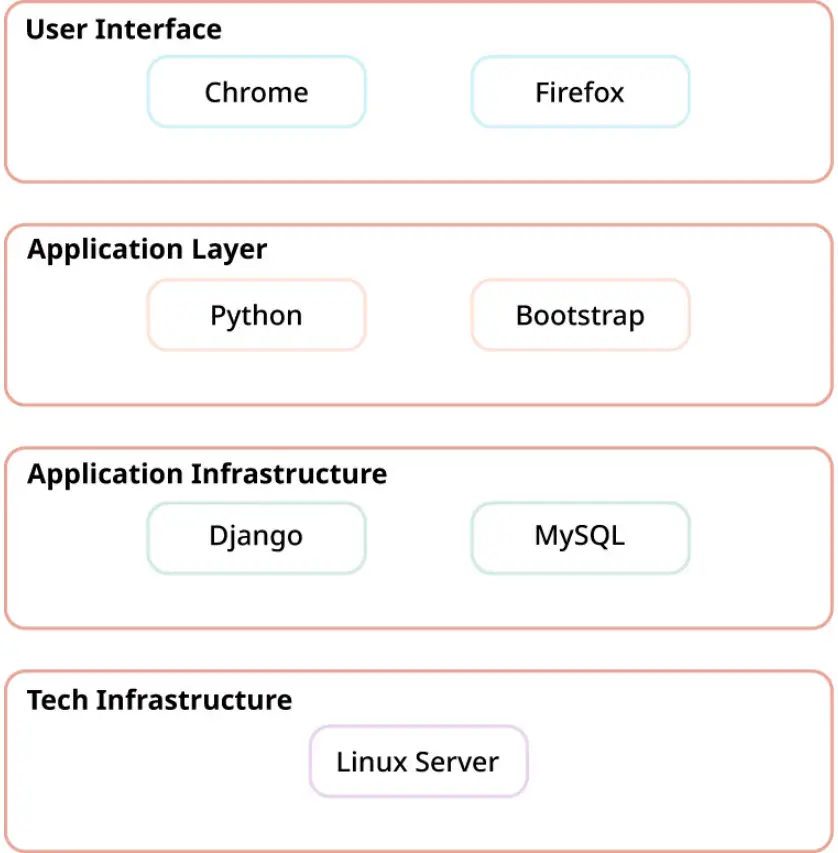 User Interface
Chrome
Firefox
Application Layer
Python
Bootstrap
Application Infrastructure
Django
MySQL
Tech Infrastructure
Linux Server